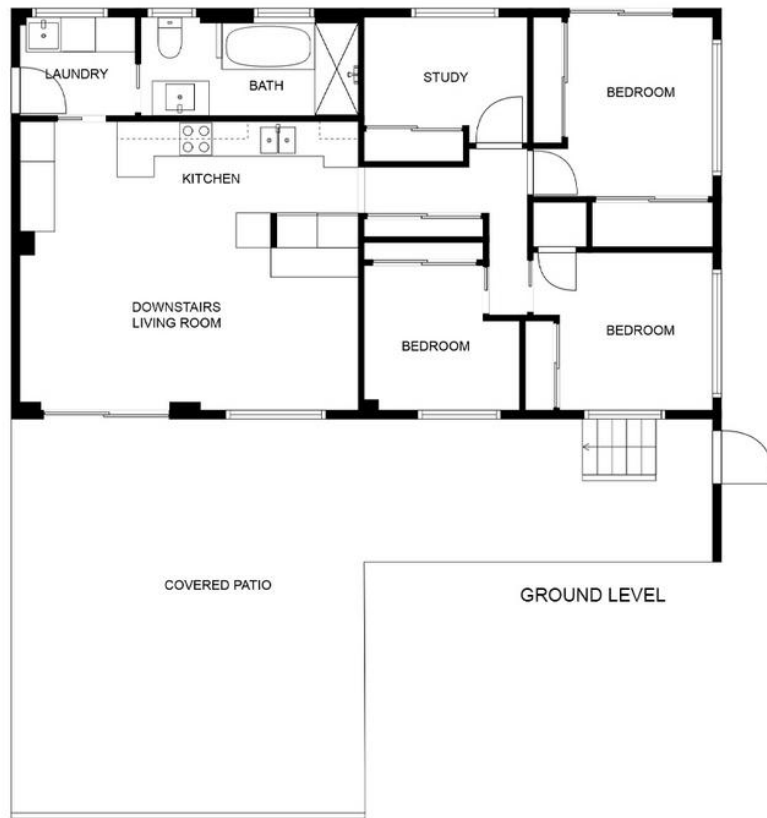 LAUNDRY
BATH
STUDY
BEDROOM
KITCHEN
DOWNSTAIRS
LIVING ROOM
BEDROOM
BEDROOM
COVERED PATIO
GROUND LEVEL